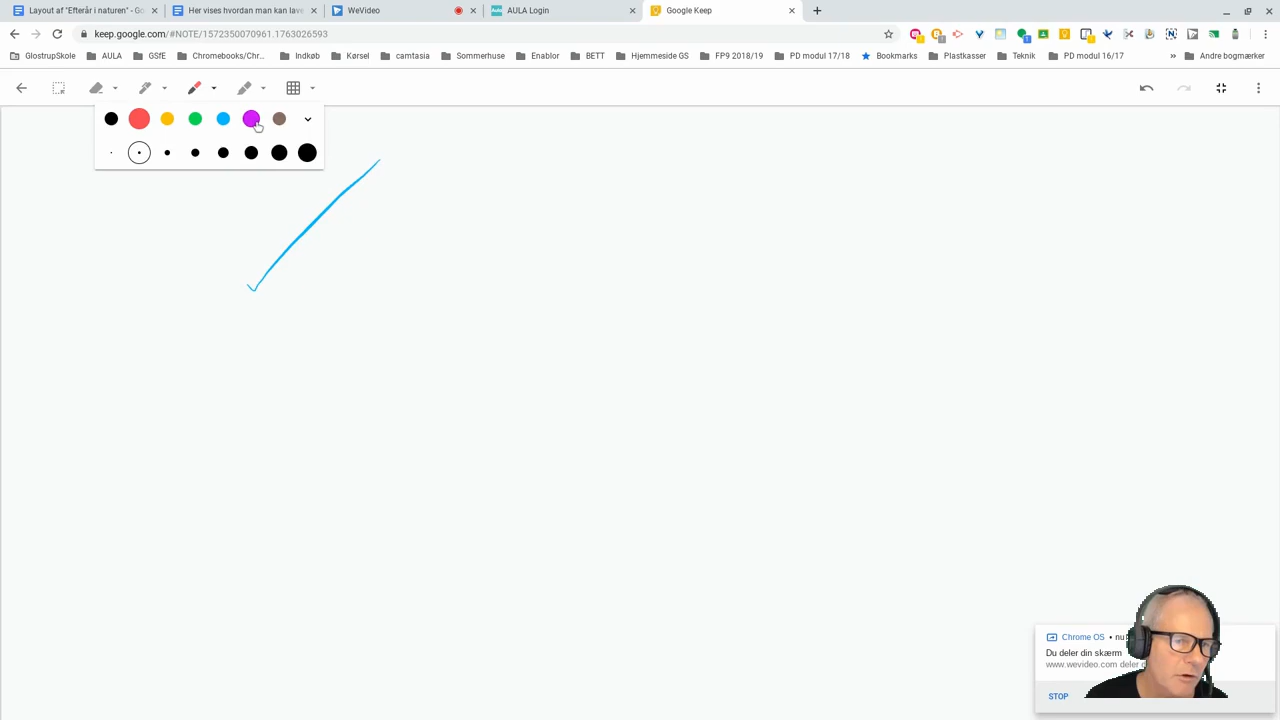 Layout af "Efterår i naturen" - Go
Her vises hvordan man kan lave
WeVideo
AULA Login
Google Keep
keep.google.com/#NOTE/1572350070961.1763026593
GlostrupSkole
AULA
GSfE
Chromebooks/Chr...
Indkøb
Kørsel
camtasia
Sommerhuse
Enablor
BETT
Hjemmeside GS
FP9 2018/19
PD modul 17/18
Bookmarks
Plastkasser
Teknik
PD modul 16/17
»
Andre bogmærker
Chrome OS • nu
Du deler din skærm
www.wevideo.com deler d
STOP